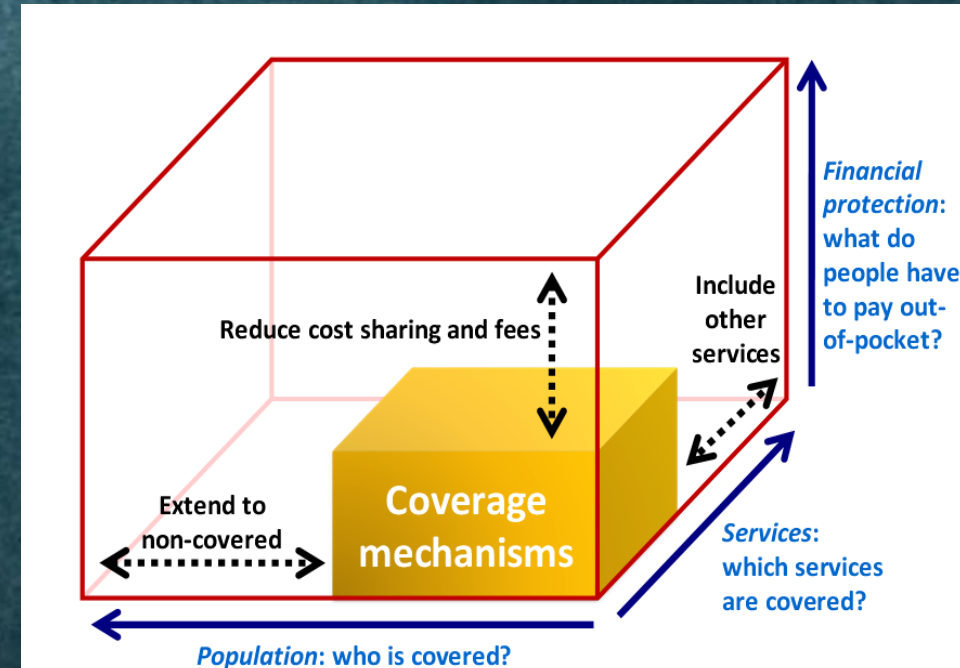 Financial
protection:
what do
people have
to pay out-
of-pocket?
Include
other
services
Reduce cost sharing and fees
Coverage
mechanisms
Extend to
non-covered
Services:
which services
are covered?
Population: who is covered?